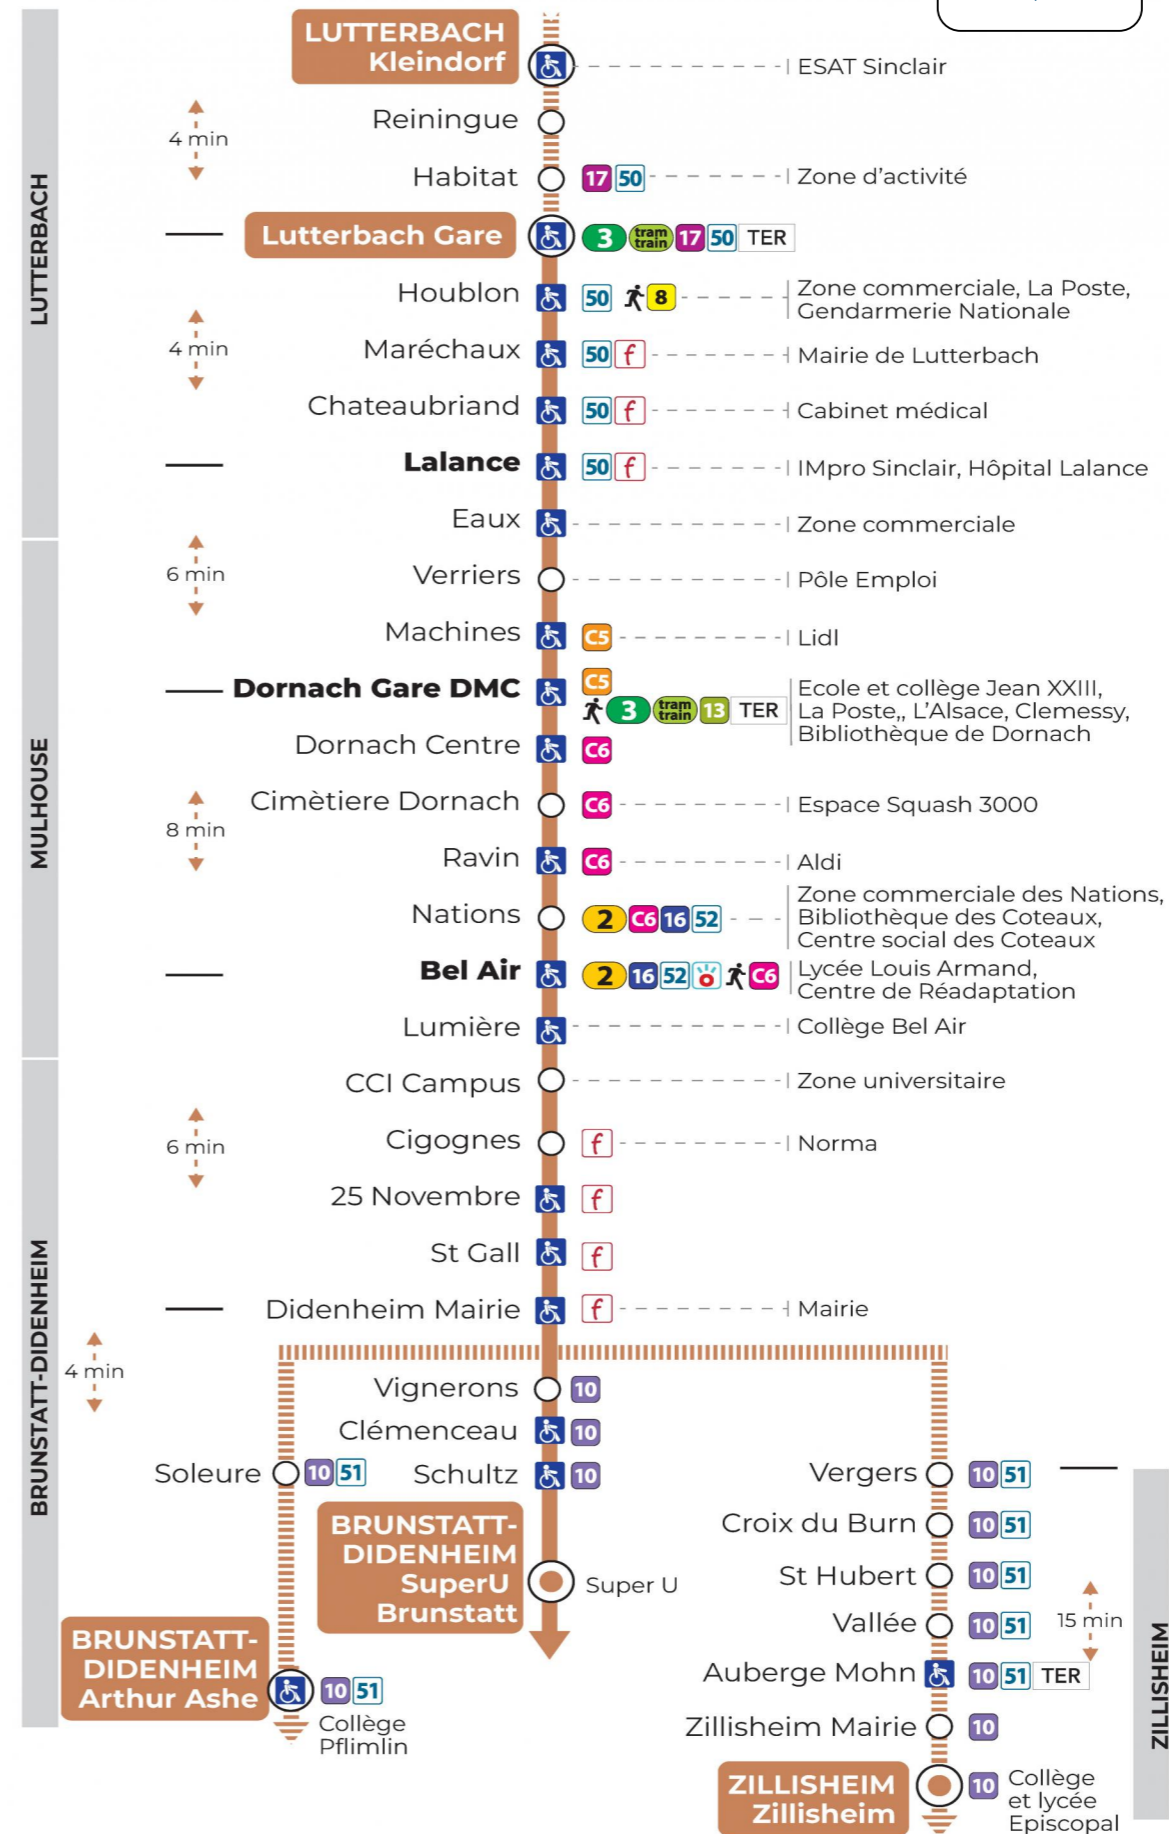 LUTTERBACH
Kleindorf
ESAT Sinclair
Reiningue
4 min
Habitat
17 50
Zone d'activité
LUTTERBACH
Lutterbach Gare
3 tram train 17 50 TER
Houblon
50 8
Zone commerciale, La Poste,
Gendarmerie Nationale
4 min
Maréchaux
50 f
Mairie de Lutterbach
Chateaubriand
50 f
Cabinet médical
Lalance
50 f
IMpro Sinclair, Hôpital Lalance
Eaux
Zone commerciale
6 min
Verriers
Pôle Emploi
Machines
C5
Lidl
Dornach Gare DMC
C5
3 tram train 13 TER
Ecole et collège Jean XXIII,
La Poste,, L'Alsace, Clemessy,
Bibliothèque de Dornach
MULHOUSE
Dornach Centre
C6
Cimètiere Dornach
C6
Espace Squash 3000
8 min
Ravin
C6
Aldi
Nations
2 C6 16 52
Zone commerciale des Nations,
Bibliothèque des Coteaux,
Centre social des Coteaux
Bel Air
2 16 52 C6
Lycée Louis Armand,
Centre de Réadaptation
Lumière
Collège Bel Air
CCI Campus
Zone universitaire
6 min
Cigognes
f
Norma
25 Novembre
f
St Gall
f
Didenheim Mairie
f
Mairie
BRUNSTATT-DIDENHEIM
4 min
Vignerons
10
Clémenceau
10
Soleure
10 51
Schultz
10
BRUNSTATT-
DIDENHEIM
SuperU
Brunstatt
Super U
BRUNSTATT-
DIDENHEIM
Arthur Ashe
10 51
Collège
Pflimlin
Vergers
10 51
Croix du Burn
10 51
St Hubert
10 51
Vallée
10 51
15 min
Auberge Mohn
10 51 TER
Zillisheim Mairie
10
ZILLISHEIM
ZILLISHEIM
Zillisheim
10
Collège
et lycée
Episcopal